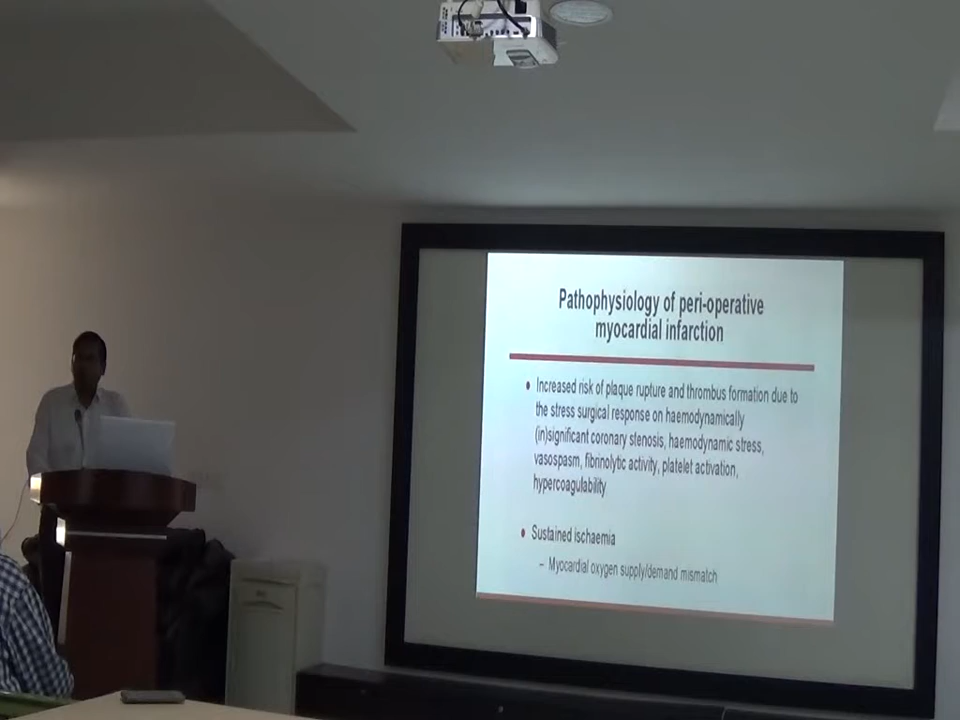 Pathophysiology of peri-operative
myocardial infarction
• Increased risk of plaque rupture and thrombus formation due to
the stress surgical response on haemodynamically
(in)significant coronary stenosis, haemodynamic stress,
vasospasm, fibrinolytic activity, platelet activation,
hypercoagulability
• Sustained ischaemia
– Myocardial oxygen supply/demand mismatch